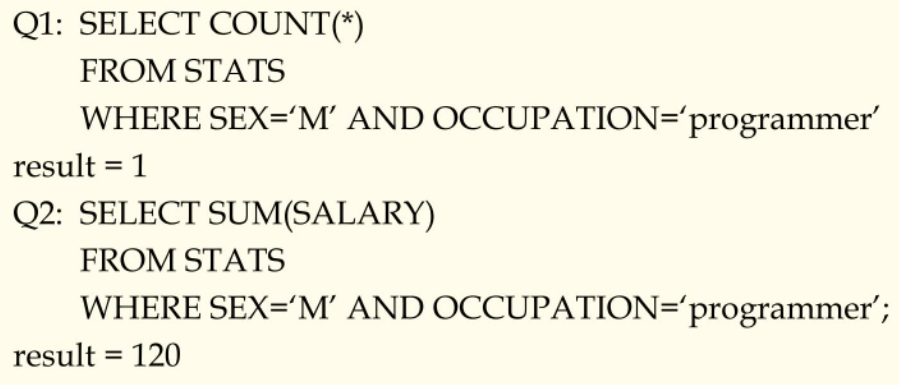 Q1: SELECT COUNT(*)
FROM STATS
WHERE SEX=‘M’ AND OCCUPATION=‘programmer’
result = 1
Q2: SELECT SUM(SALARY)
FROM STATS
WHERE SEX=‘M’ AND OCCUPATION=‘programmer’;
result = 120